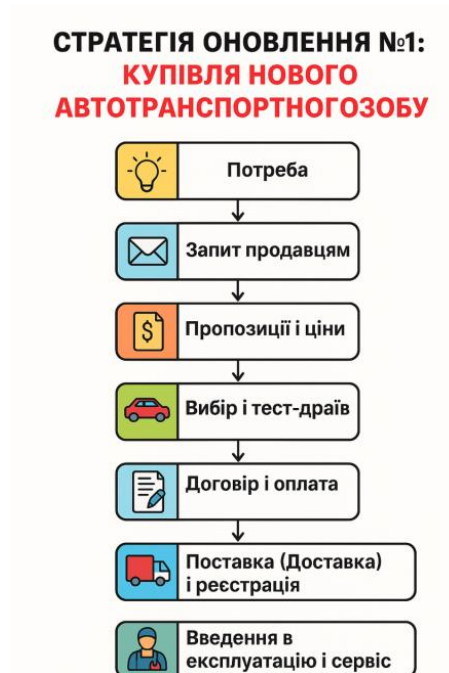 СТРАТЕГІЯ ОНОВЛЕННЯ №1:
КУПІВЛЯ НОВОГО
АВТОТРАНСПОРТНОГОЗОБУ
Потреба
Запит продавцям
Пропозиції і ціни
$
Вибір і тест-драїв
Договір і оплата
Поставка (Доставка)
і реєстрація
Введення в
експлуатацію і сервіс